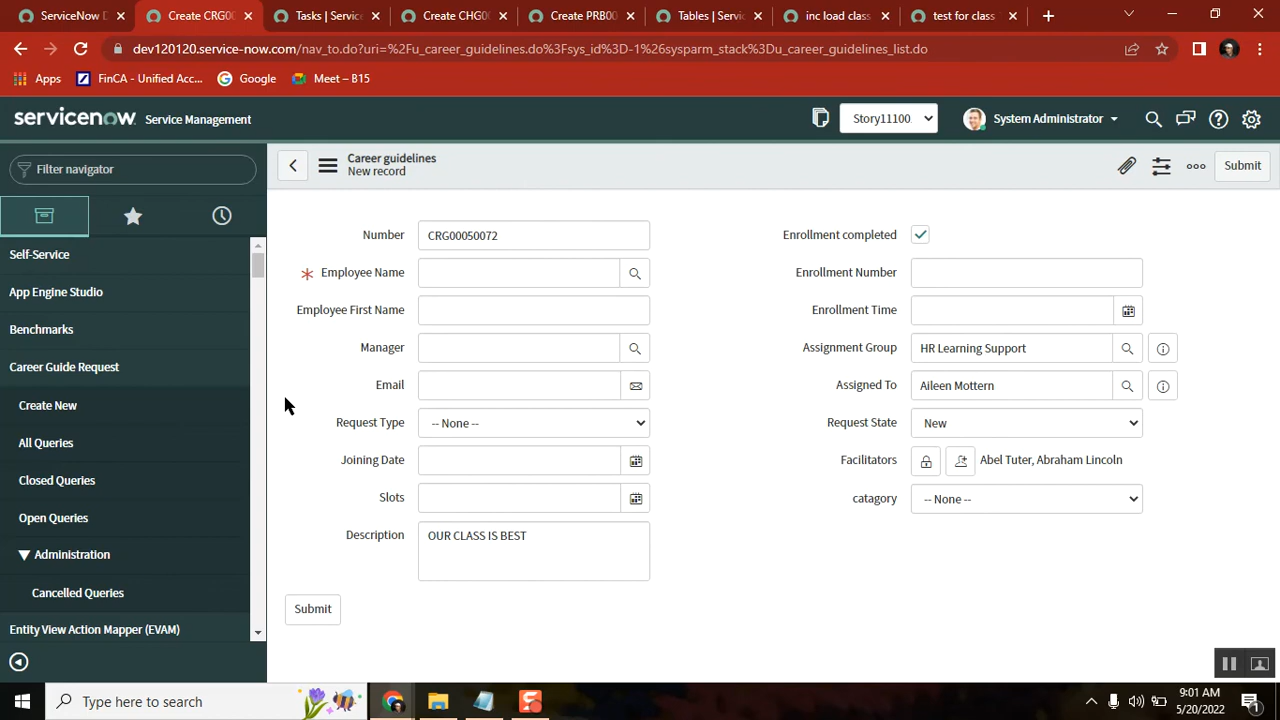 ServiceNow D
Create CRG0
Tasks | Servic
Create CHG0
Create PRB00
Tables | Servi
inc load class
test for class
dev120120.service-now.com/nav_to.do?uri=%2Fu_career_guidelines.do%3Fsys_id%3D-1%26sysparm_stack%3Du_career_guidelines_list.do
Apps
FinCA - Unified Acc...
Google
Meet – B15
servicenow
Service Management
Story11100
System Administrator
Filter navigator
Career guidelines
New record
Submit
Self-Service
App Engine Studio
Benchmarks
Career Guide Request
Create New
All Queries
Closed Queries
Open Queries
Administration
Cancelled Queries
Entity View Action Mapper (EVAM)
Number
CRG00050072
Employee Name
Employee First Name
Manager
Email
Request Type
-- None --
Joining Date
Slots
Description
OUR CLASS IS BEST
Submit
Enrollment completed
Enrollment Number
Enrollment Time
Assignment Group
HR Learning Support
Assigned To
Aileen Mottern
Request State
New
Facilitators
Abel Tuter, Abraham Lincoln
catagory
-- None --
Type here to search
9:01 AM
5/20/2022
1